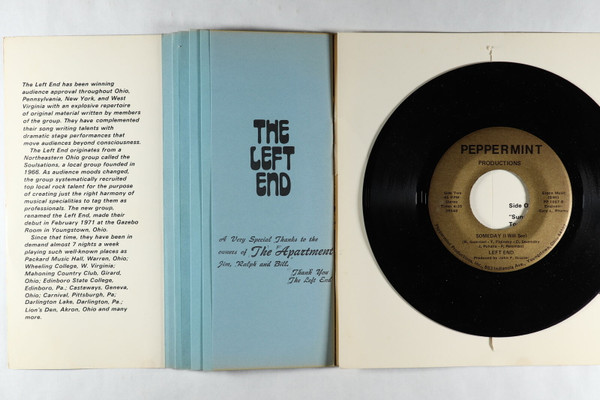 The Left End has been winning
audience approval throughout Ohio,
Pennsylvania, New York, and West
Virginia with an explosive repertoire
of original material written by members
of the group. They have complemented
their song writing talents with
dramatic stage performances that
move audiences beyond consciousness.
The Left End originates from a
Northeastern Ohio group called the
Soulsations, a local group founded in
1966. As audience moods changed,
the group systematically recruited
top local rock talent for the purpose
of creating just the right harmony of
musical specialities to tag them as
professionals. The new group,
renamed the Left End, made their
debut in February 1971 at the Gazebo
Room in Youngstown, Ohio.
Since that time, they have been in
demand almost 7 nights a week
playing such well-known places as
Packard Music Hall, Warren, Ohio;
Wheeling College, W. Virginia;
Mahoning Country Club, Girard,
Ohio; Edinboro State College,
Edinboro, Pa.; Castaways, Geneva,
Ohio; Carnival, Pittsburgh, Pa;
Darlington Lake, Darlington, Pa.;
Lion's Den, Akron, Ohio and many
more.
THE
LEFT
END
A Very Special Thanks to the
owners of The Apartment
Jim, Ralph and Bill.
Thank You
The Left End
PEPPERMINT
PRODUCTIONS
Side Two
Side O
"Sun
To
SOMEDAY (I Will Be)
LEFT END